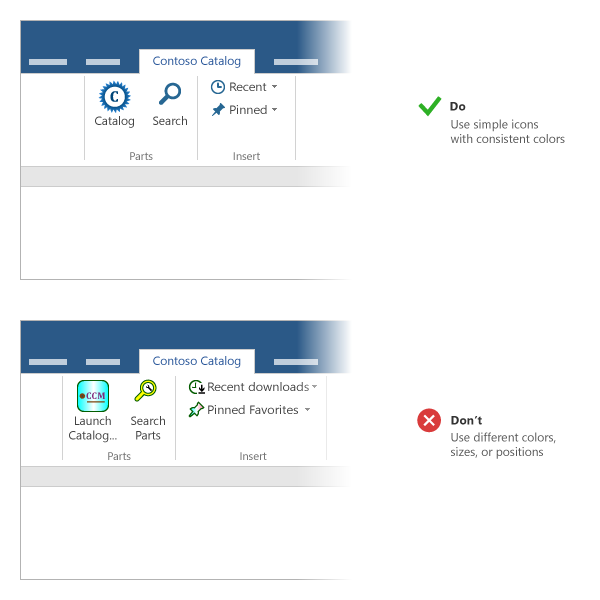 Contoso Catalog
C
Catalog
Search
Recent
Pinned
Parts
Insert
Do
Use simple icons
with consistent colors
Contoso Catalog
CCM
Launch
Catalog...
Search
Parts
Recent downloads
Pinned Favorites
Parts
Insert
Don't
Use different colors,
sizes, or positions